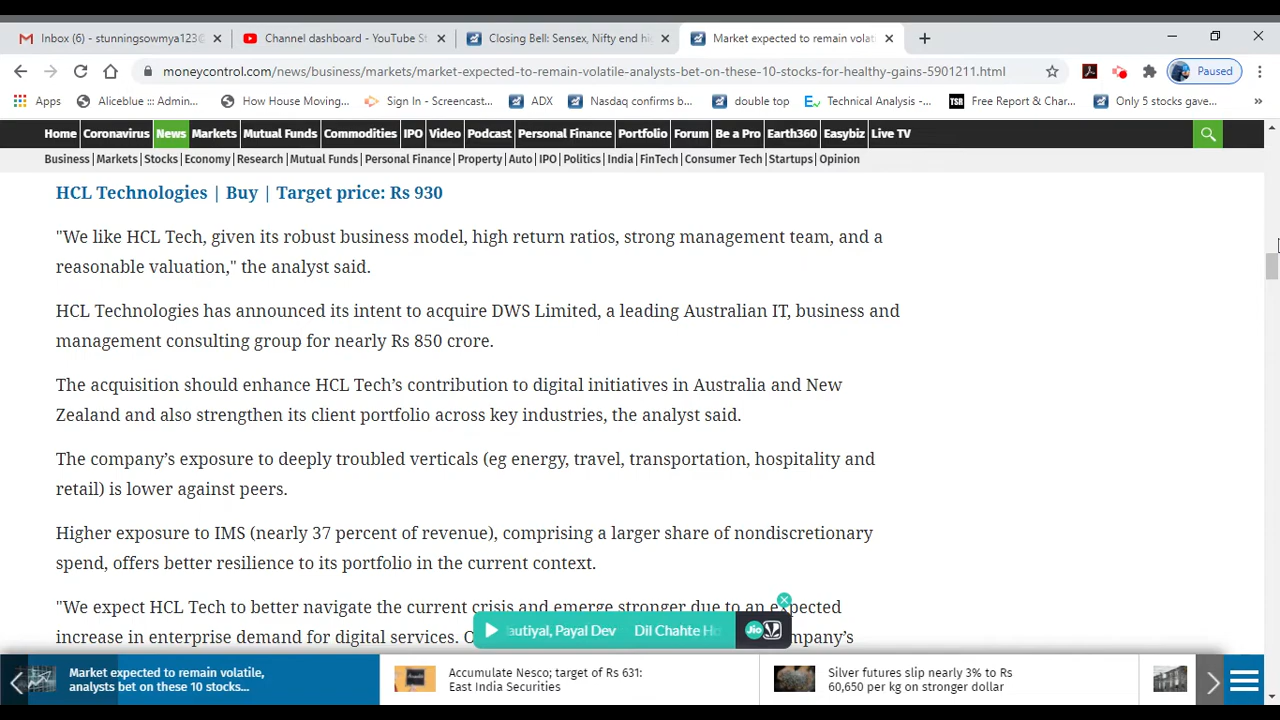 Inbox (6) - stunningsowmya123@
Channel dashboard - YouTube St
Closing Bell: Sensex, Nifty end hi
Market expected to remain volati
moneycontrol.com/news/business/markets/market-expected-to-remain-volatile-analysts-bet-on-these-10-stocks-for-healthy-gains-5901211.html
Paused
Apps
Aliceblue ::: Admin...
How House Moving...
Sign In - Screencast...
ADX
Nasdaq confirms b...
double top
Technical Analysis -...
TSR Free Report & Char...
Only 5 stocks gave...
»
Home Coronavirus News Markets Mutual Funds Commodities IPO Video Podcast Personal Finance Portfolio Forum Be a Pro Earth360 Easybiz Live TV
Business | Markets | Stocks | Economy | Research | Mutual Funds | Personal Finance | Property | Auto | IPO | Politics | India | FinTech | Consumer Tech | Startups | Opinion
HCL Technologies | Buy | Target price: Rs 930
"We like HCL Tech, given its robust business model, high return ratios, strong management team, and a
reasonable valuation," the analyst said.
HCL Technologies has announced its intent to acquire DWS Limited, a leading Australian IT, business and
management consulting group for nearly Rs 850 crore.
The acquisition should enhance HCL Tech’s contribution to digital initiatives in Australia and New
Zealand and also strengthen its client portfolio across key industries, the analyst said.
The company’s exposure to deeply troubled verticals (eg energy, travel, transportation, hospitality and
retail) is lower against peers.
Higher exposure to IMS (nearly 37 percent of revenue), comprising a larger share of nondiscretionary
spend, offers better resilience to its portfolio in the current context.
"We expect HCL Tech to better navigate the current crisis and emerge stronger due to an expected
increase in enterprise demand for digital services.
autiyal, Payal Dev Dil Chahte Ho
Jio
Market expected to remain volatile,
analysts bet on these 10 stocks...
Accumulate Nesco; target of Rs 631:
East India Securities
Silver futures slip nearly 3% to Rs
60,650 per kg on stronger dollar